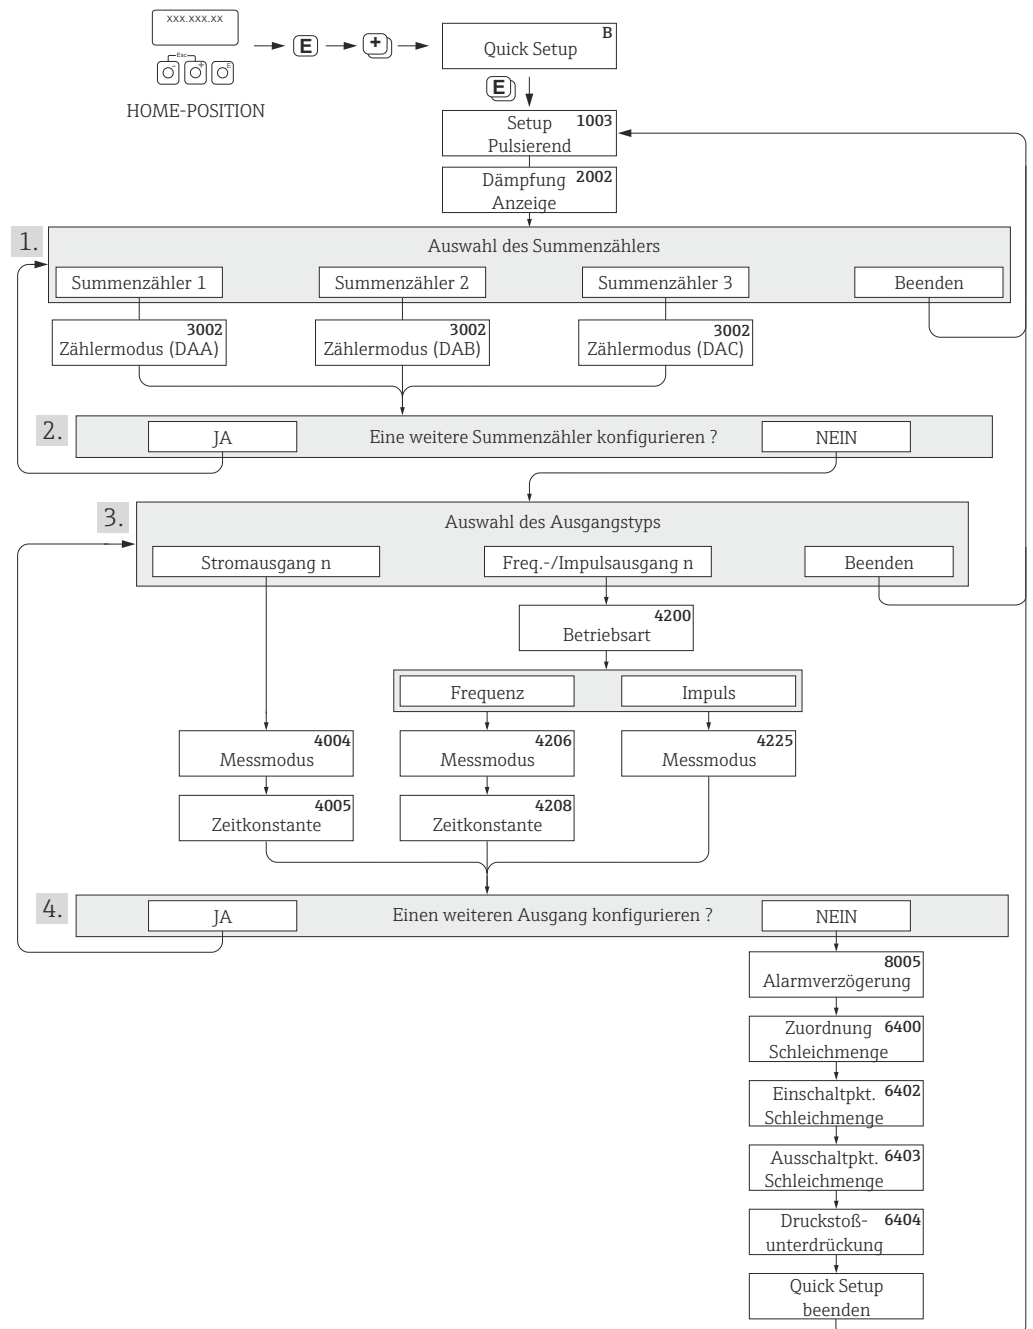 XXX.XXX.XX
Esc
-
+
E
HOME-POSITION
E
+
B
Quick Setup
E
1003
Setup
Pulsierend
2002
Dämpfung
Anzeige
1.
Auswahl des Summenzählers
Summenzähler 1
Summenzähler 2
Summenzähler 3
Beenden
3002
Zählermodus (DAA)
3002
Zählermodus (DAB)
3002
Zählermodus (DAC)
2.
JA
Eine weitere Summenzähler konfigurieren ?
NEIN
3.
Auswahl des Ausgangstyps
Stromausgang n
Freq.-/Impulsausgang n
Beenden
4200
Betriebsart
Frequenz
Impuls
4004
Messmodus
4206
Messmodus
4225
Messmodus
4005
Zeitkonstante
4208
Zeitkonstante
4.
JA
Einen weiteren Ausgang konfigurieren ?
NEIN
8005
Alarmverzögerung
Zuordnung 6400
Schleichmenge
Einschaltpkt. 6402
Schleichmenge
Ausschaltpkt. 6403
Schleichmenge
Druckstoß- 6404
unterdrückung
Quick Setup
beenden